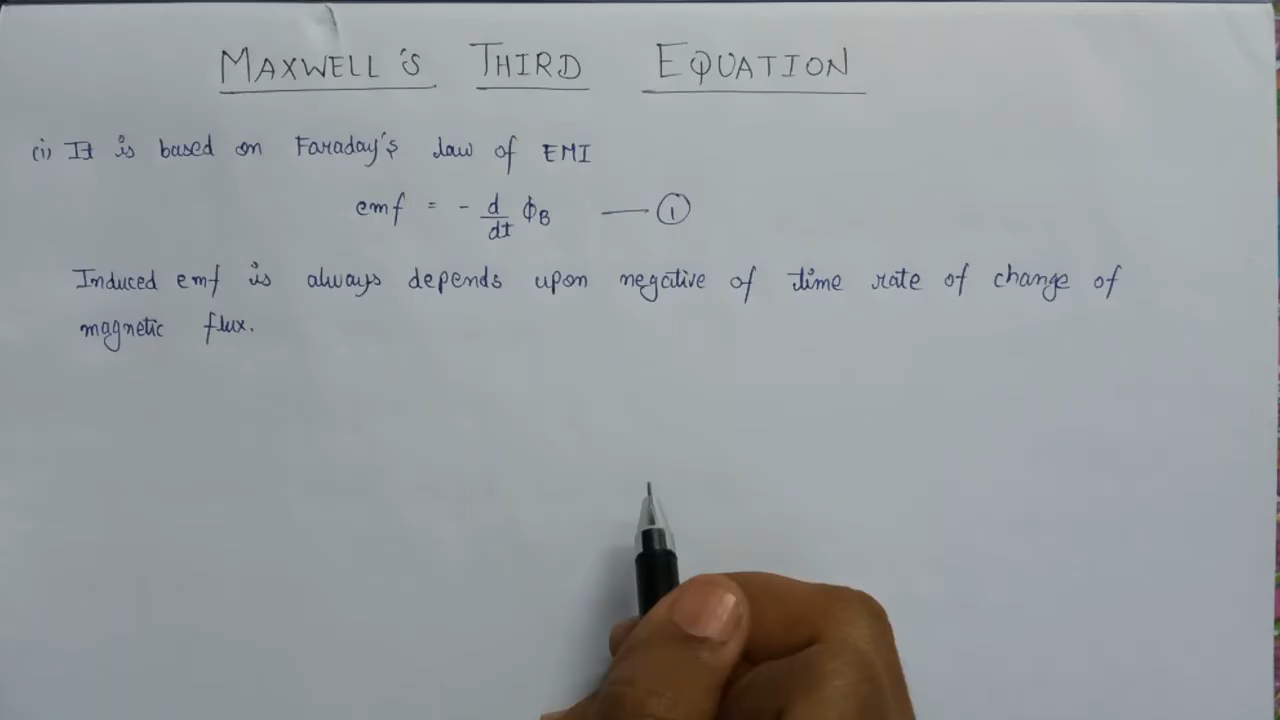 MAXWELL'S THIRD EQUATION
(i) It is based on Faraday's law of EMI
emf = - d/dt ϕB —— ①
Induced emf is always depends upon negative of time rate of change of
magnetic flux.